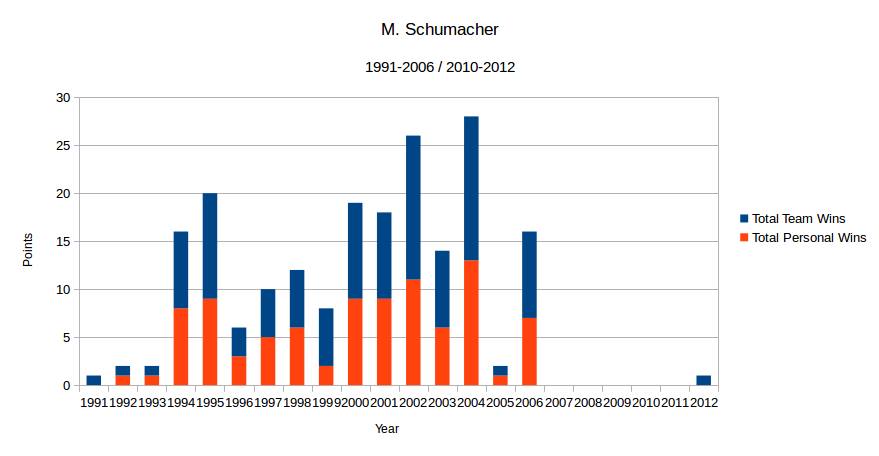 M. Schumacher
1991-2006 / 2010-2012
30
25
20
15
10
5
0
Points
1991 1992 1993 1994 1995 1996 1997 1998 1999 2000 2001 2002 2003 2004 2005 2006 2007 2008 2009 2010 2011 2012
Year
Total Team Wins
Total Personal Wins